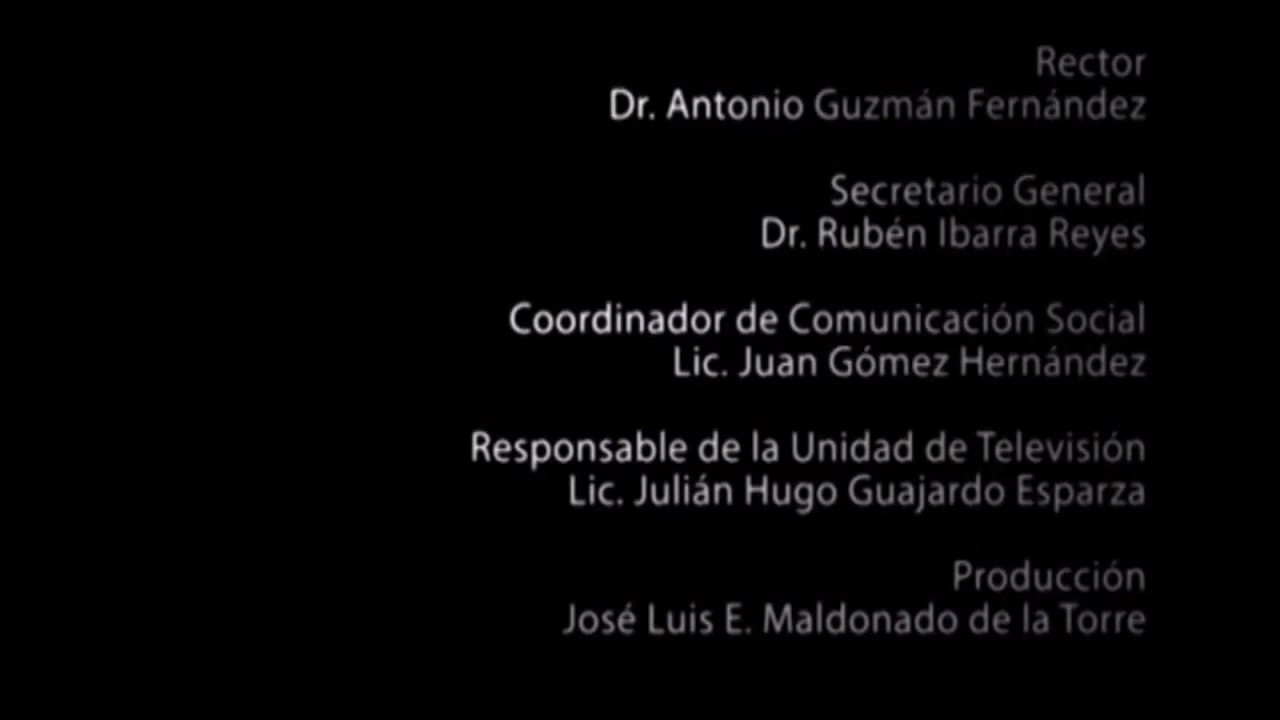 Rector
Dr. Antonio Guzmán Fernández
Secretario General
Dr. Rubén Ibarra Reyes
Coordinador de Comunicación Social
Lic. Juan Gómez Hernández
Responsable de la Unidad de Televisión
Lic. Julián Hugo Guajardo Esparza
Producción
José Luis E. Maldonado de la Torre